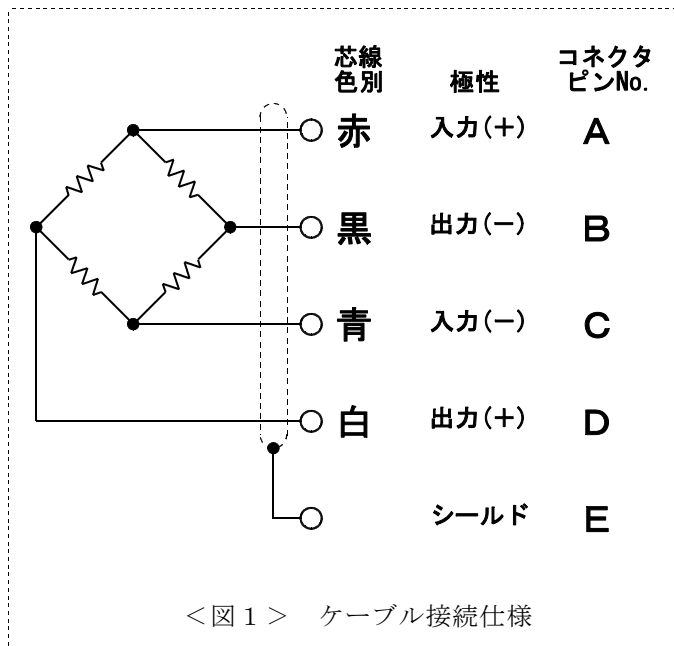 芯線 コネクタ
色別 極性 ピンNo.
赤 入力(+) A
黒 出力(-) B
青 入力(-) C
白 出力(+) D
シールド E
<図1> ケーブル接続仕様